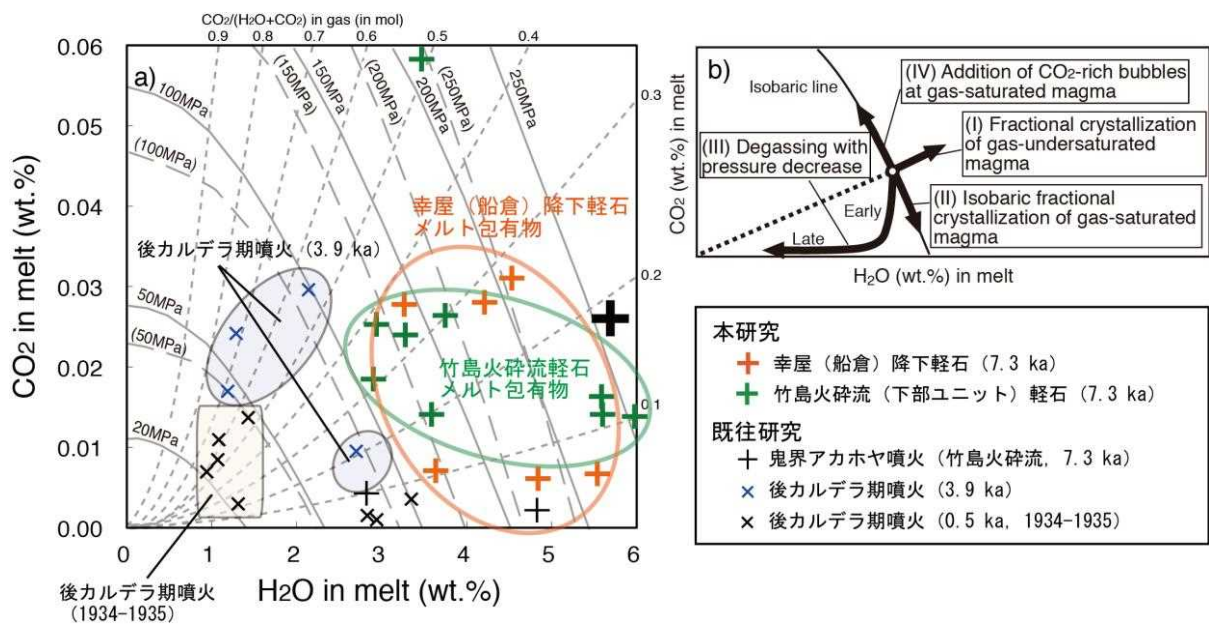 CO2/(H2O+CO2) in gas (in mol)
0.9
0.8
0.7
0.6
0.5
0.4
0.3
0.2
0.1
a)
0.06
0.05
0.04
0.03
0.02
0.01
0.00
CO2 in melt (wt.%)
100MPa
(100MPa)
50MPa
(50MPa)
20MPa
(150MPa)
150MPa
(200MPa)
200MPa
(250MPa)
250MPa
幸屋（船倉）降下軽石
メルト包有物
後カルデラ期噴火（3.9 ka）
竹島火砕流軽石
メルト包有物
0
1
2
3
4
5
6
H2O in melt (wt.%)
後カルデラ期噴火
（1934-1935）
b)
Isobaric line
(IV) Addition of CO2-rich bubbles
at gas-saturated magma
(I) Fractional crystallization
of gas-undersaturated
magma
(III) Degassing with
pressure decrease
Early
Late
(II) Isobaric fractional
crystallization of gas-saturated
magma
CO2 (wt.%) in melt
H2O (wt.%) in melt
本研究
幸屋（船倉）降下軽石（7.3 ka）
竹島火砕流（下部ユニット）軽石（7.3 ka）
既往研究
鬼界アカホヤ噴火（竹島火砕流, 7.3 ka）
後カルデラ期噴火（3.9 ka）
後カルデラ期噴火（0.5 ka, 1934-1935）